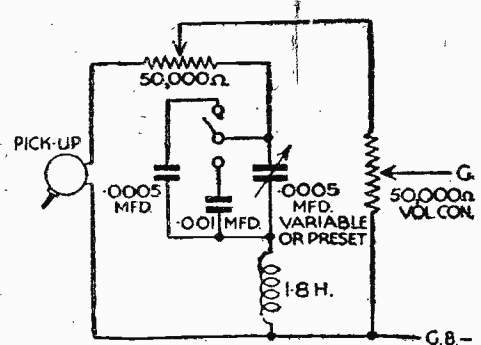 50,000Ω
PICK-UP
·0005
MFD.
·001 MFD.
·0005
MFD.
VARIABLE
OR PRESET
G.
50,000Ω
VOL.CON.
1·8 H.
G.B.–